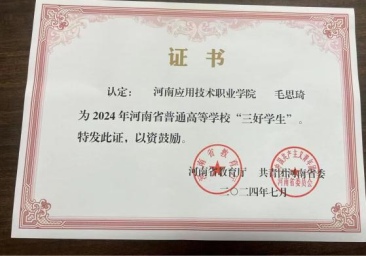 证书
认定： 河南应用技术职业学院 毛思琦
为2024年河南省普通高等学校“三好学生”。
特发此证，以资鼓励。
河南省教育厅 共青团河南省委
二〇二四年七月